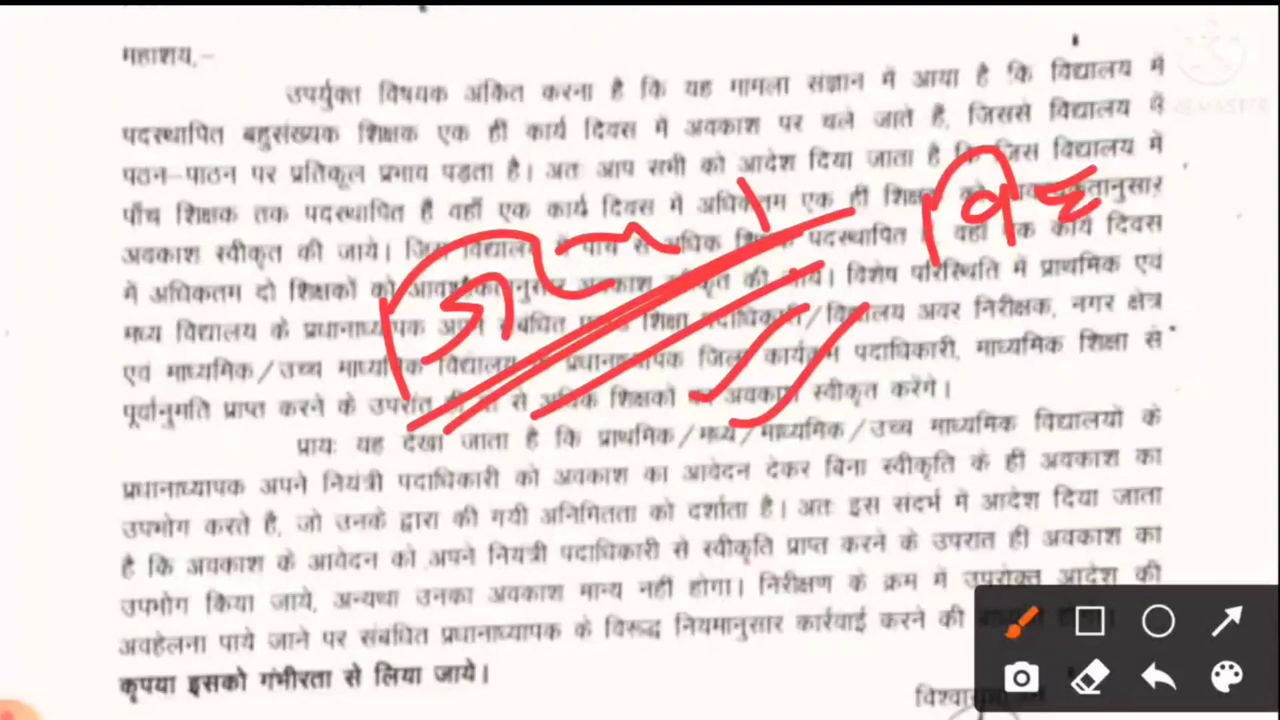 महाशय,-
उपर्युक्त विषयक अंकित करना है कि यह मामला संज्ञान में आया है कि विद्यालय में
पदस्थापित बहुसंख्यक शिक्षक एक ही कार्य दिवस में अवकाश पर चले जाते है, जिससे विद्यालय में
पठन-पाठन पर प्रतिकूल प्रभाव पड़ता है। अतः आप सभी को आदेश दिया जाता है कि जिस विद्यालय में
पाँच शिक्षक तक पदस्थापित है वहाँ एक कार्य दिवस में अधिकतम एक ही शिक्षक को आवश्यकतानुसार
अवकाश स्वीकृत की जाये। जिस विद्यालय में पांच से अधिक शिक्षक पदस्थापित है, वहाँ एक कार्य दिवस
में अधिकतम दो शिक्षकों को आवश्यकतानुसार अवकाश स्वीकृत की जाये। विशेष परिस्थिति में प्राथमिक एवं
मध्य विद्यालय के प्रधानाध्यापक अपने संबंधित प्रखंड शिक्षा पदाधिकारी/विद्यालय अवर निरीक्षक, नगर क्षेत्र
एवं माध्यमिक/उच्च माध्यमिक विद्यालय के प्रधानाध्यापक जिला कार्यक्रम पदाधिकारी, माध्यमिक शिक्षा से
पूर्वानुमति प्राप्त करने के उपरांत ही दो से अधिक शिक्षकों का अवकाश स्वीकृत करेंगे।
प्रायः यह देखा जाता है कि प्राथमिक/मध्य/माध्यमिक/उच्च माध्यमिक विद्यालयों के
प्रधानाध्यापक अपने नियंत्री पदाधिकारी को अवकाश का आवेदन देकर बिना स्वीकृति के ही अवकाश का
उपभोग करते है, जो उनके द्वारा की गयी अनिमितता को दर्शाता है। अतः इस संदर्भ में आदेश दिया जाता
है कि अवकाश के आवेदन को अपने नियंत्री पदाधिकारी से स्वीकृति प्राप्त करने के उपरांत ही अवकाश का
उपभोग किया जाये, अन्यथा उनका अवकाश मान्य नहीं होगा। निरीक्षण के क्रम में उपरोक्त आदेश की
अवहेलना पाये जाने पर संबंधित प्रधानाध्यापक के विरूद्ध नियमानुसार कार्रवाई करने की बाध्यता होगी।
कृपया इसको गंभीरता से लिया जाये।